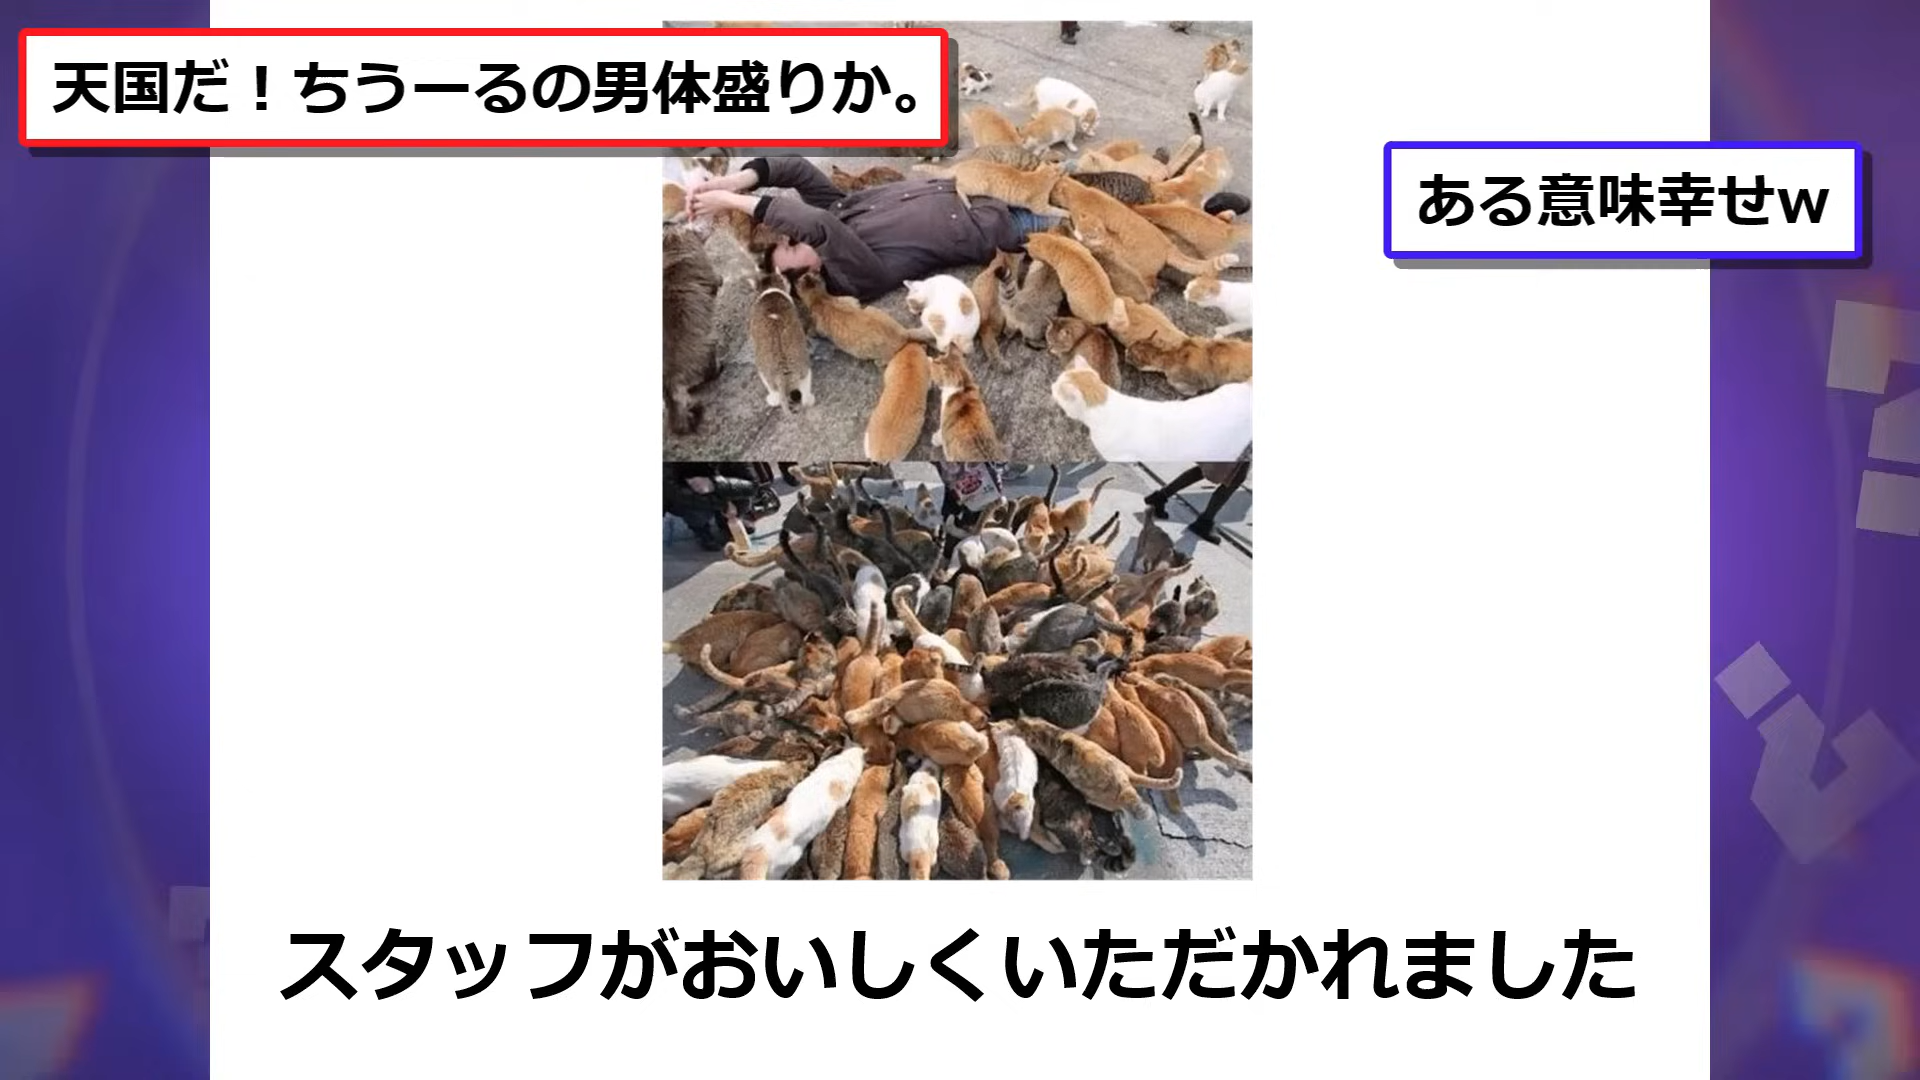 天国だ！ちうーるの男体盛りか。
ある意味幸せw
スタッフがおいしくいただかれました